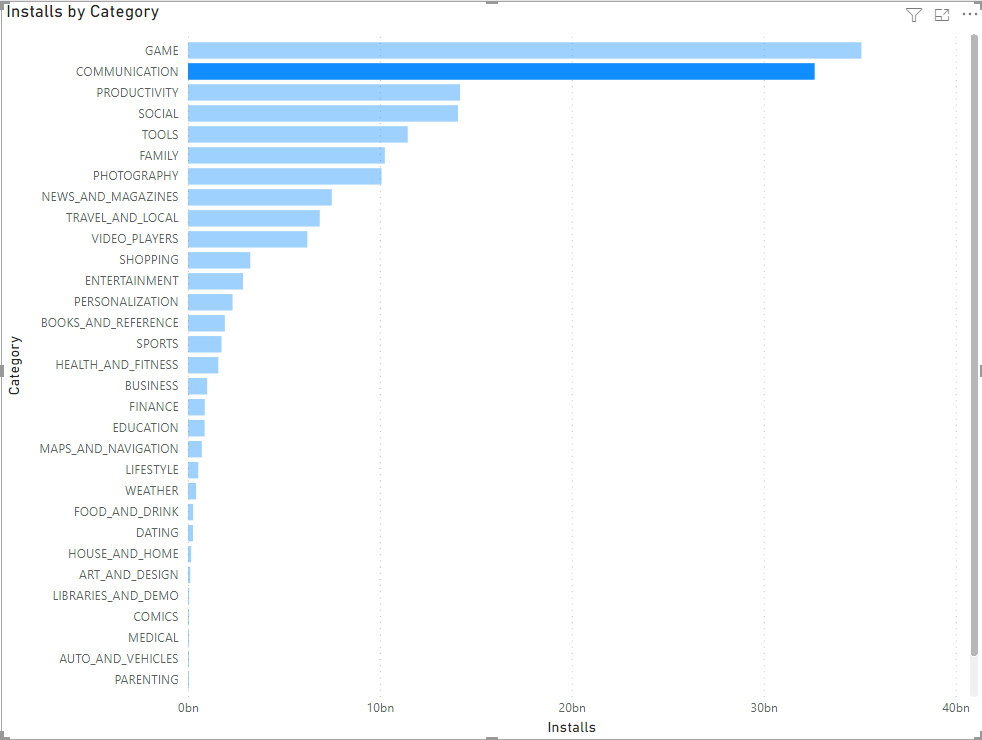 Installs by Category
GAME
COMMUNICATION
PRODUCTIVITY
SOCIAL
TOOLS
FAMILY
PHOTOGRAPHY
NEWS_AND_MAGAZINES
TRAVEL_AND_LOCAL
VIDEO_PLAYERS
SHOPPING
ENTERTAINMENT
PERSONALIZATION
BOOKS_AND_REFERENCE
SPORTS
HEALTH_AND_FITNESS
BUSINESS
FINANCE
EDUCATION
MAPS_AND_NAVIGATION
LIFESTYLE
WEATHER
FOOD_AND_DRINK
DATING
HOUSE_AND_HOME
ART_AND_DESIGN
LIBRARIES_AND_DEMO
COMICS
MEDICAL
AUTO_AND_VEHICLES
PARENTING
Category
0bn 10bn 20bn 30bn 40bn
Installs